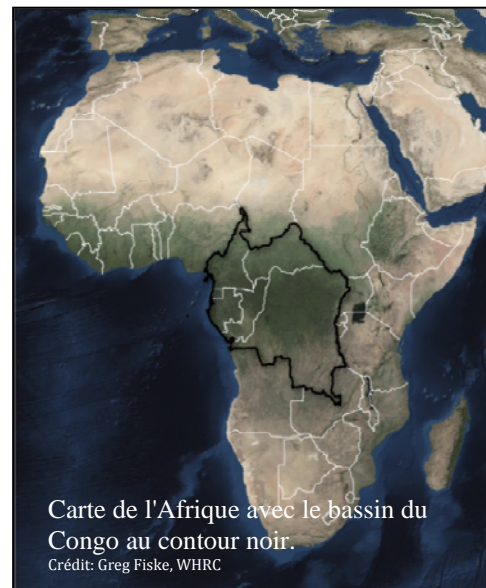 Carte de l'Afrique avec le bassin du
Congo au contour noir.
Crédit: Greg Fiske, WHRC